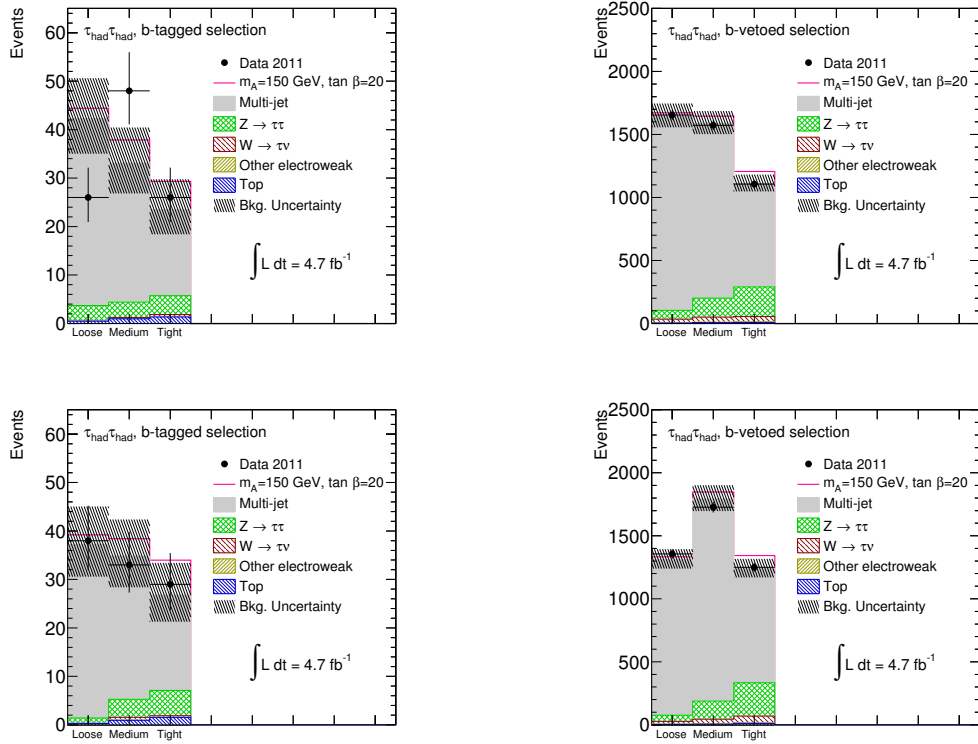 Events
60
50
40
30
20
10
0
τhadτhad, b-tagged selection
Data 2011
mA=150 GeV, tan β=20
Multi-jet
Z → ττ
W → τν
Other electroweak
Top
Bkg. Uncertainty
∫ L dt = 4.7 fb⁻¹
Loose Medium Tight
Events
2500
2000
1500
1000
500
0
τhadτhad, b-vetoed selection
Data 2011
mA=150 GeV, tan β=20
Multi-jet
Z → ττ
W → τν
Other electroweak
Top
Bkg. Uncertainty
∫ L dt = 4.7 fb⁻¹
Loose Medium Tight
Events
60
50
40
30
20
10
0
τhadτhad, b-tagged selection
Data 2011
mA=150 GeV, tan β=20
Multi-jet
Z → ττ
W → τν
Other electroweak
Top
Bkg. Uncertainty
∫ L dt = 4.7 fb⁻¹
Loose Medium Tight
Events
2500
2000
1500
1000
500
0
τhadτhad, b-vetoed selection
Data 2011
mA=150 GeV, tan β=20
Multi-jet
Z → ττ
W → τν
Other electroweak
Top
Bkg. Uncertainty
∫ L dt = 4.7 fb⁻¹
Loose Medium Tight